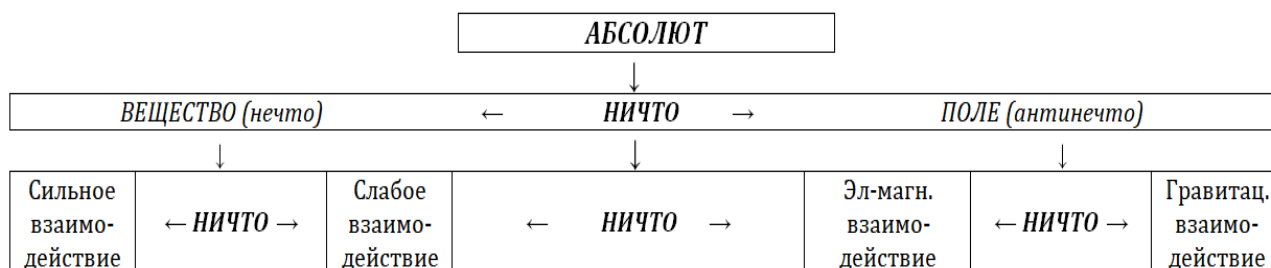 АБСОЛЮТ
↓
ВЕЩЕСТВО (нечто) ← НИЧТО → ПОЛЕ (антинечто)
↓ ↓ ↓
Сильное взаимо-действие
← НИЧТО →
Слабое взаимо-действие
← НИЧТО →
Эл-магн. взаимо-действие
← НИЧТО →
Гравитац. взаимо-действие